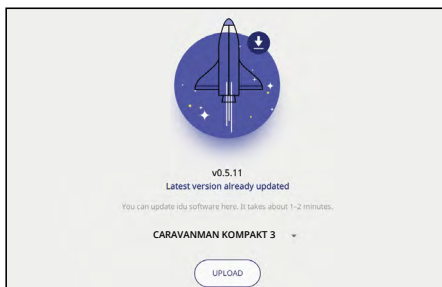 v0.5.11
Latest version already updated
You can update idu software here. It takes about 1–2 minutes.
CARAVANMAN KOMPAKT 3
UPLOAD